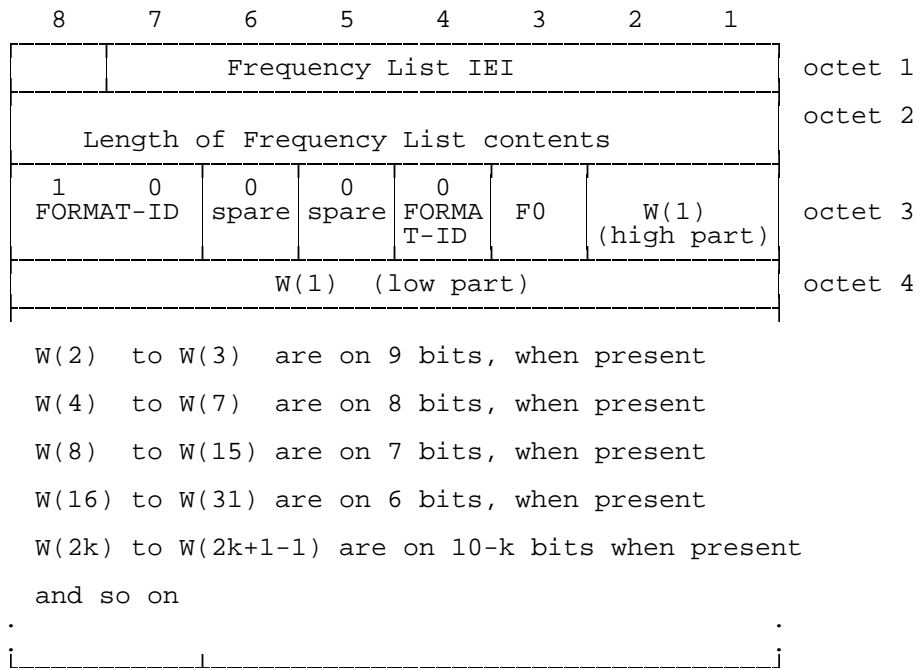 8 7 6 5 4 3 2 1
Frequency List IEI octet 1
octet 2
Length of Frequency List contents
1 0 0 0 0
FORMAT-ID spare spare FORMA F0 W(1) octet 3
T-ID (high part)
W(1) (low part) octet 4
W(2) to W(3) are on 9 bits, when present
W(4) to W(7) are on 8 bits, when present
W(8) to W(15) are on 7 bits, when present
W(16) to W(31) are on 6 bits, when present
W(2k) to W(2k+1-1) are on 10-k bits when present
and so on
. .
. .